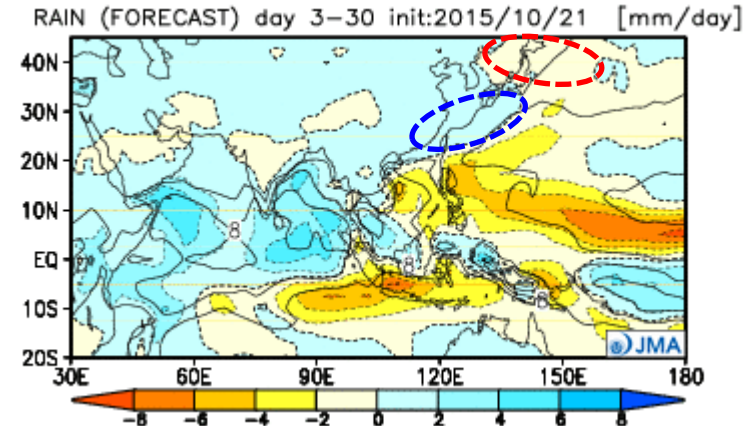 RAIN (FORECAST) day 3-30 init:2015/10/21 [mm/day]
40N
30N
20N
10N
EQ
10S
20S
8
8
8
JMA
30E 60E 90E 120E 150E 180
-8 -6 -4 -2 0 2 4 6 8